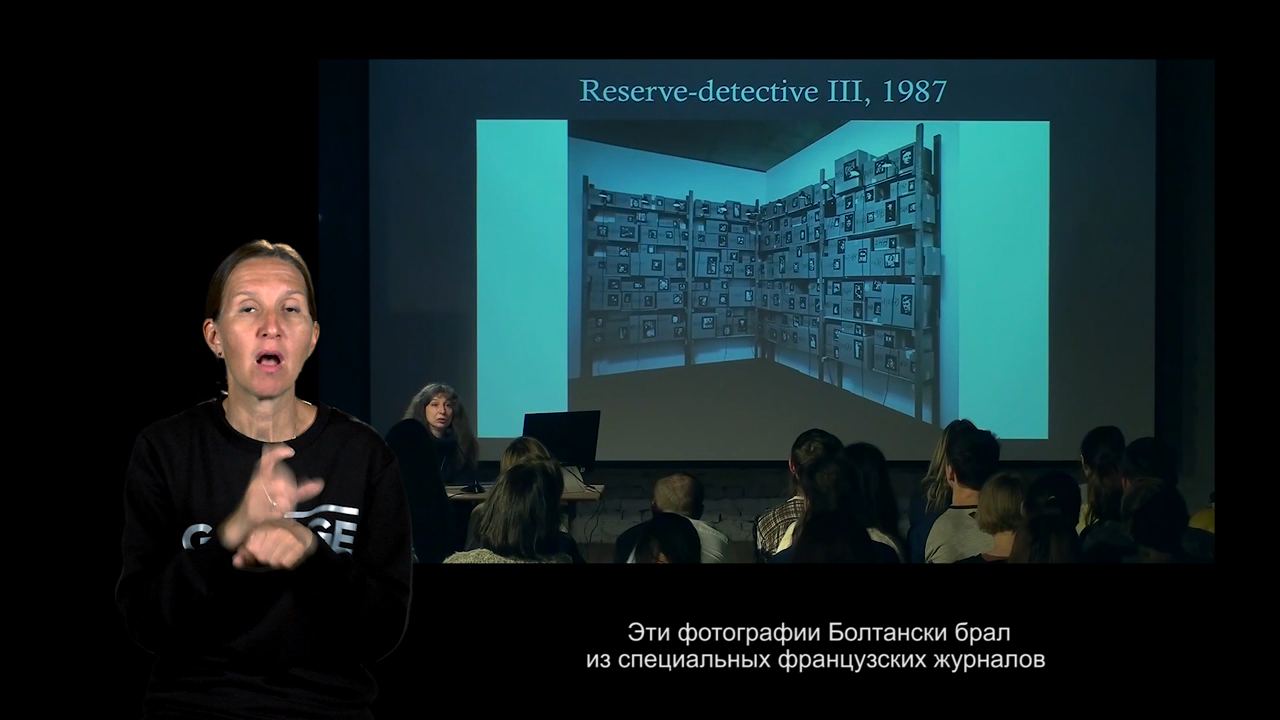 Reserve-detective III, 1987
Эти фотографии Болтански брал
из специальных французских журналов